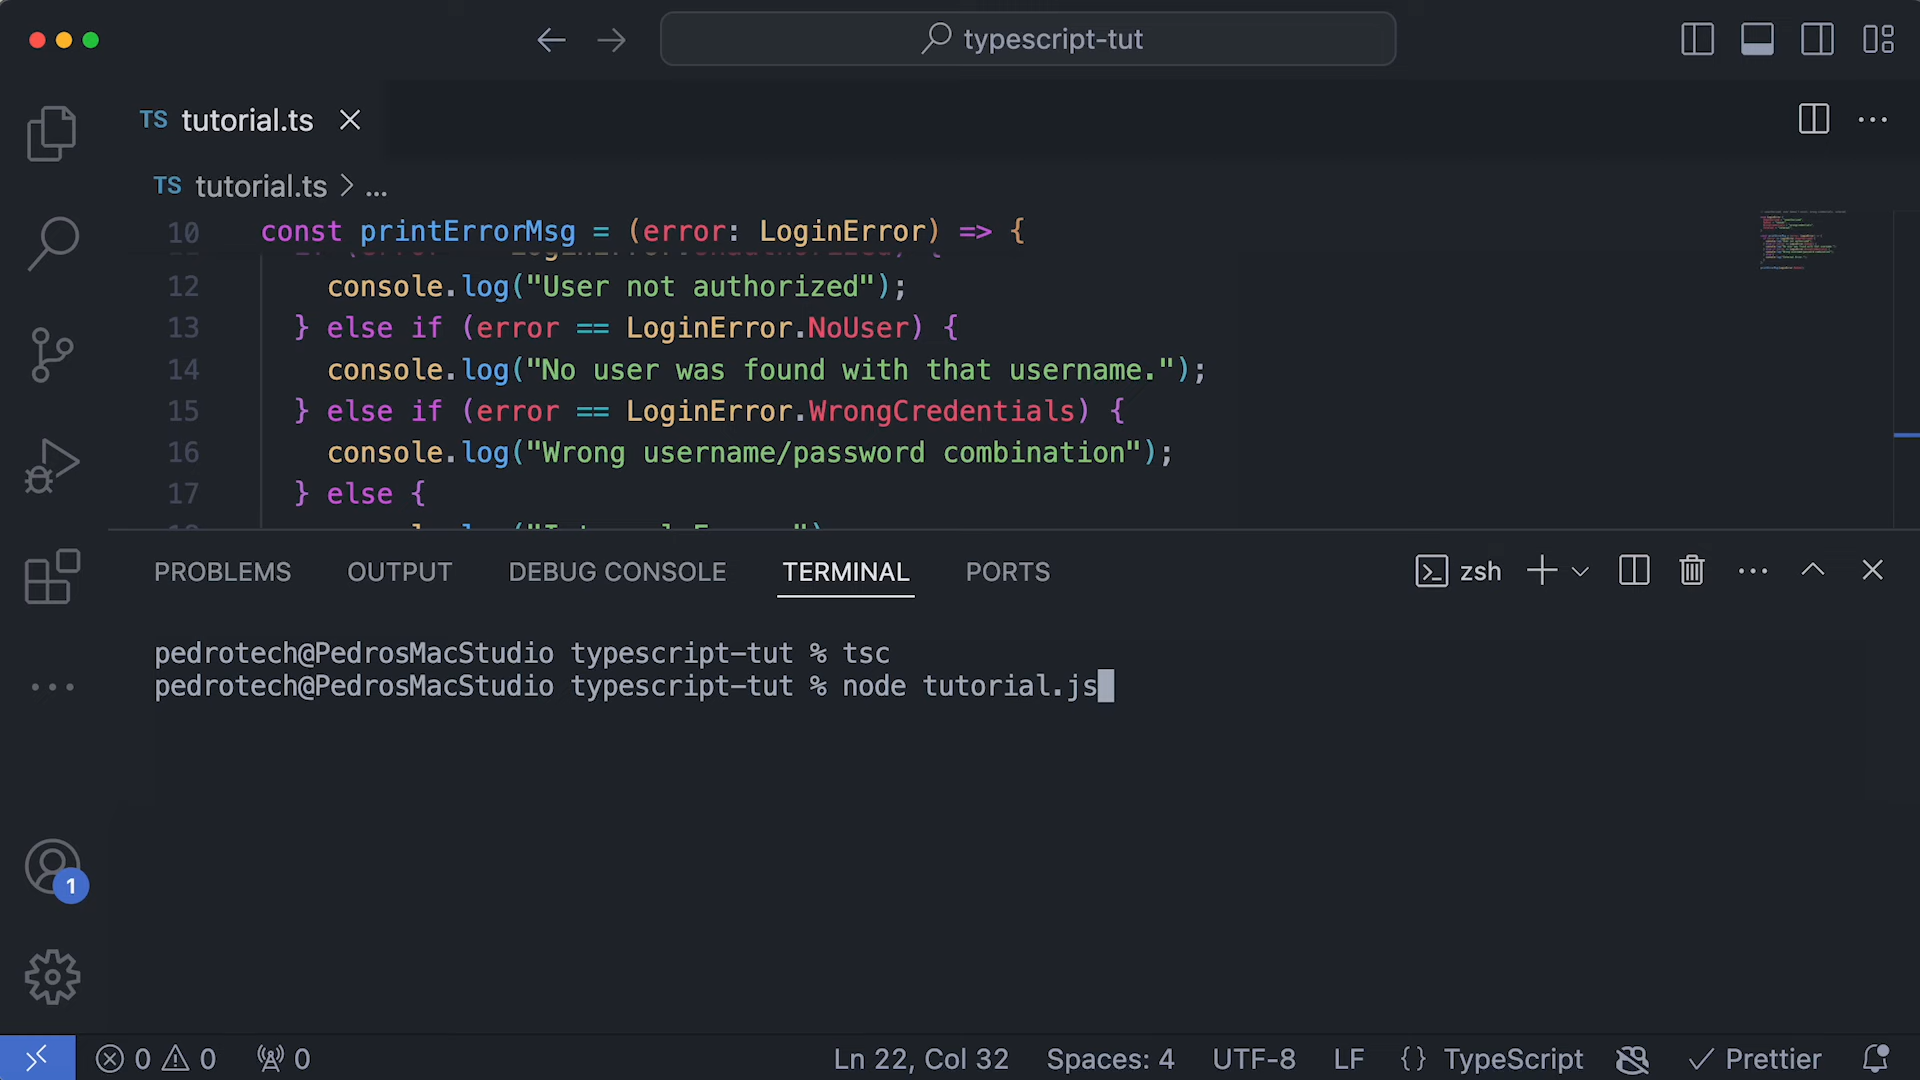 typescript-tut
TS tutorial.ts
TS tutorial.ts > ...
10 const printErrorMsg = (error: LoginError) => {
12 console.log("User not authorized");
13 } else if (error == LoginError.NoUser) {
14 console.log("No user was found with that username.");
15 } else if (error == LoginError.WrongCredentials) {
16 console.log("Wrong username/password combination");
17 } else {
PROBLEMS OUTPUT DEBUG CONSOLE TERMINAL PORTS zsh
pedrotech@PedrosMacStudio typescript-tut % tsc
pedrotech@PedrosMacStudio typescript-tut % node tutorial.js
1
0 0 0 Ln 22, Col 32 Spaces: 4 UTF-8 LF {} TypeScript Prettier